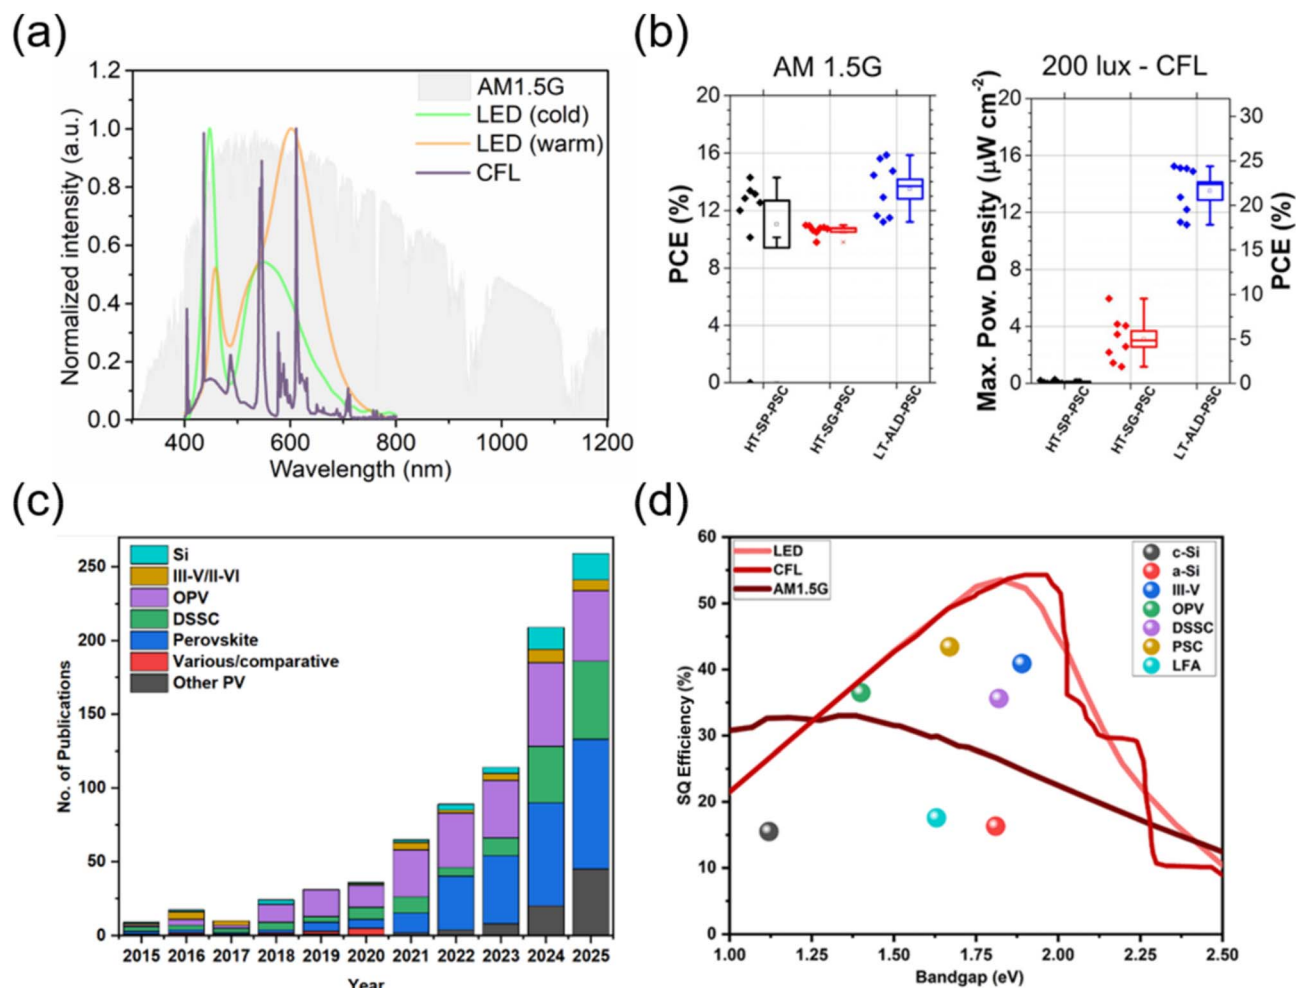 (a)
1.2
1.0
0.8
0.6
0.4
0.2
0.0
Normalized intensity (a.u.)
AM1.5G
LED (cold)
LED (warm)
CFL
400
600
800
1000
1200
Wavelength (nm)
(b)
AM 1.5G
20
16
12
8
4
0
PCE (%)
HT-SP-PSC
HT-SG-PSC
LT-ALD-PSC
200 lux - CFL
Max. Pow. Density (μW cm-2)
20
16
12
8
4
0
30
25
20
15
10
5
0
PCE (%)
HT-SP-PSC
HT-SG-PSC
LT-ALD-PSC
(c)
250
200
150
100
50
0
No. of Publications
Si
III-V/II-VI
OPV
DSSC
Perovskite
Various/comparative
Other PV
2015 2016 2017 2018 2019 2020 2021 2022 2023 2024 2025
Year
(d)
60
50
40
30
20
10
0
SQ Efficiency (%)
LED
CFL
AM1.5G
c-Si
a-Si
III-V
OPV
DSSC
PSC
LFA
1.00 1.25 1.50 1.75 2.00 2.25 2.50
Bandgap (eV)